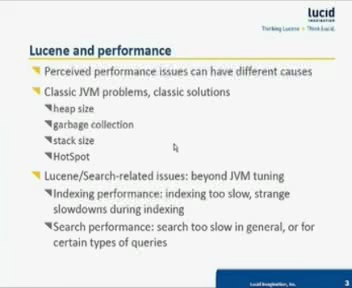 lucid
IMAGINATION
Thinking Lucene • Think Lucid
Lucene and performance
Perceived performance issues can have different causes
Classic JVM problems, classic solutions
heap size
garbage collection
stack size
HotSpot
Lucene/Search-related issues: beyond JVM tuning
Indexing performance: indexing too slow, strange
slowdowns during indexing
Search performance: search too slow in general, or for
certain types of queries
Lucid Imagination, Inc.
3